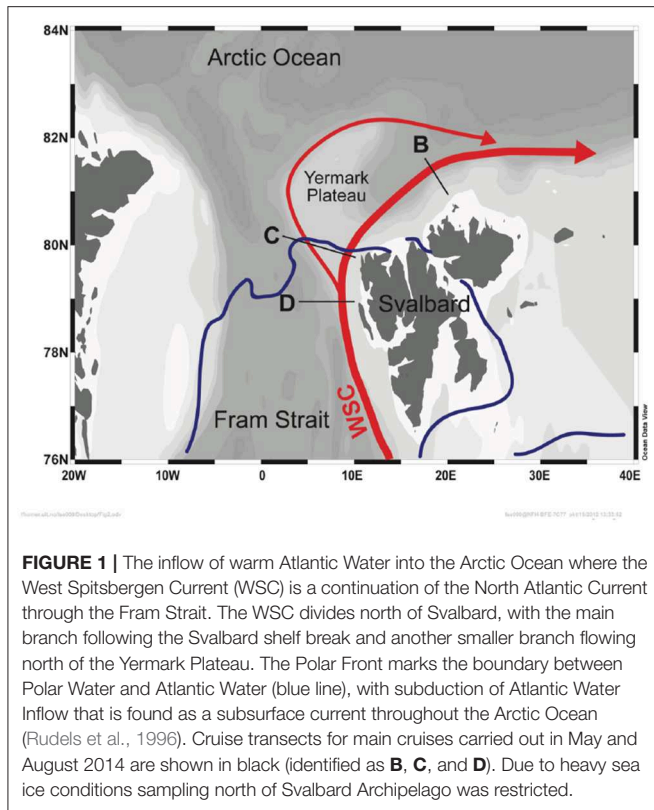 84N
Arctic Ocean
82N
B
Yermark
Plateau
C
80N
D
Svalbard
78N
WSC
Fram Strait
76N
20W 10W 0 10E 20E 30E 40E
Ocean Data View
FIGURE 1 | The inflow of warm Atlantic Water into the Arctic Ocean where the
West Spitsbergen Current (WSC) is a continuation of the North Atlantic Current
through the Fram Strait. The WSC divides north of Svalbard, with the main
branch following the Svalbard shelf break and another smaller branch flowing
north of the Yermark Plateau. The Polar Front marks the boundary between
Polar Water and Atlantic Water (blue line), with subduction of Atlantic Water
Inflow that is found as a subsurface current throughout the Arctic Ocean
(Rudels et al., 1996). Cruise transects for main cruises carried out in May and
August 2014 are shown in black (identified as B, C, and D). Due to heavy sea
ice conditions sampling north of Svalbard Archipelago was restricted.